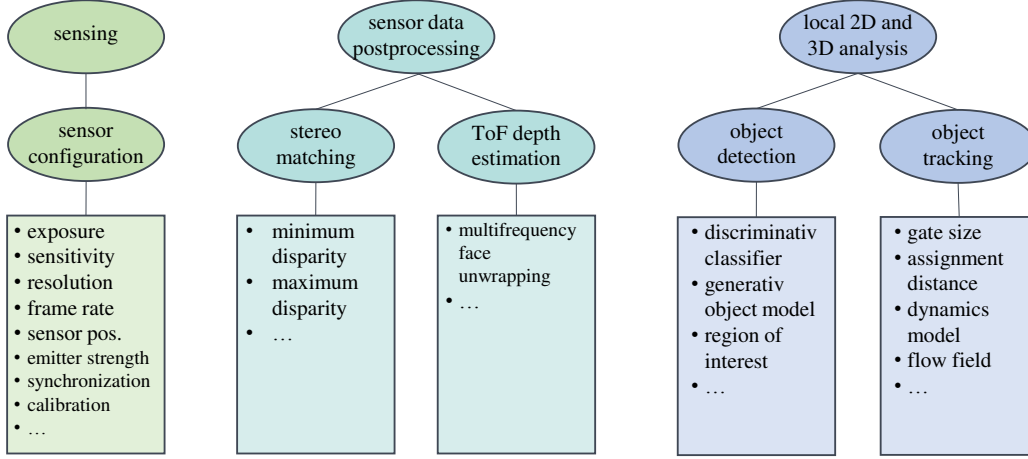 sensing
sensor data
postprocessing
local 2D and
3D analysis
sensor
configuration
stereo
matching
ToF depth
estimation
object
detection
object
tracking
• exposure
• sensitivity
• resolution
• frame rate
• sensor pos.
• emitter strength
• synchronization
• calibration
• …
• minimum
disparity
• maximum
disparity
• …
• multifrequency
face
unwrapping
• …
• discriminativ
classifier
• generativ
object model
• region of
interest
• …
• gate size
• assignment
distance
• dynamics
model
• flow field
• …